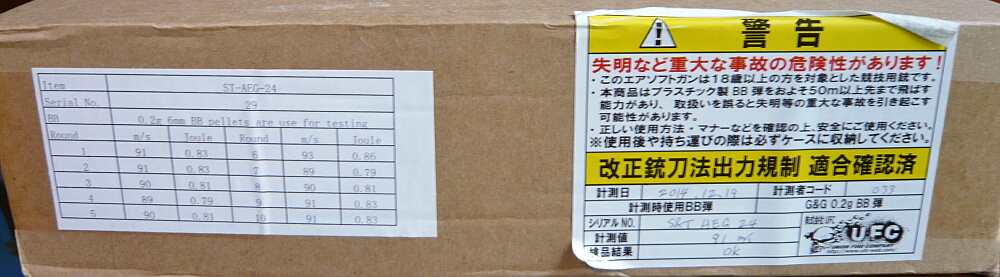 Item ST-AEG-24
Serial No. 29
BB 0.2g 6mm BB pellets are use for testing
Round m/s Joule Round m/s Joule
1 91 0.83 6 93 0.86
2 91 0.83 7 89 0.79
3 90 0.81 8 90 0.81
4 89 0.79 9 91 0.83
5 90 0.81 10 91 0.83
警告
失明など重大な事故の危険性があります!
・このエアソフトガンは18歳以上の方を対象とした競技用銃です。
・本商品はプラスチック製BB弾をおよそ50m以上先まで飛ばす
能力があり、取扱いを誤ると失明等の重大な事故を引き起こす
可能性があります。
・正しい使用方法・マナーなどを確認の上、安全にご使用ください。
※使用後や持ち運びの際は必ずケースに収納してください。
改正銃刀法出力規制 適合確認済
計測日 2014.12.19 計測者コード 033
計測時使用BB弾 G&G 0.2g BB弾
シリアルNO. S&T AEG 24
計測値 91 m/s
検品結果 OK
UFC
UNION FIRE COMPANY